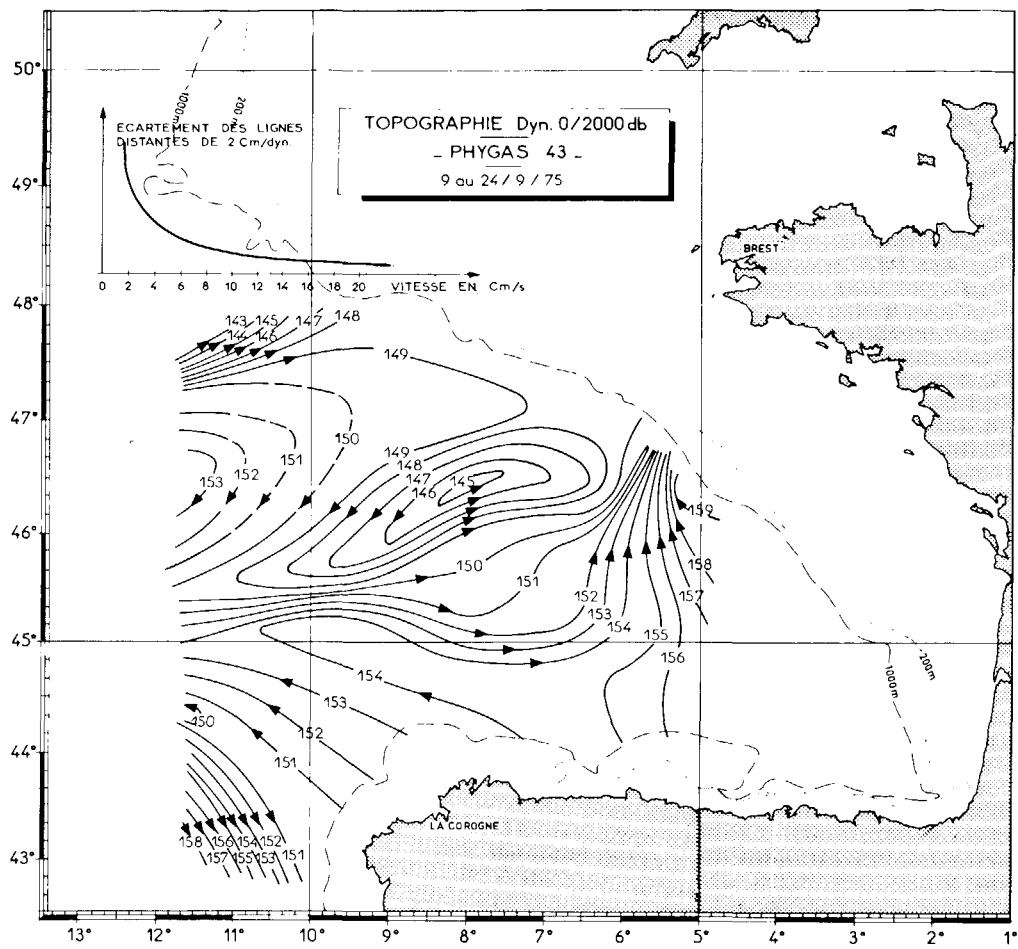 50°
49°
48°
47°
46°
45°
44°
43°
1000m
200m
ECARTEMENT DES LIGNES
DISTANTES DE 2 Cm/dyn.
0 2 4 6 8 10 12 14 16 18 20 VITESSE EN Cm/s
TOPOGRAPHIE Dyn. 0/2000 db
_ PHYGAS 43 _
9 au 24/9/75
BREST
143 145 147 148
144 146
149
150
151
152
153
149
148
147
146
145
150
151
152
153
154
155
156
157
158
159
154
153
152
151
150
158 156 154 152 151
157 155 153
1000m
200m
LA COROGNE
13° 12° 11° 10° 9° 8° 7° 6° 5° 4° 3° 2° 1°